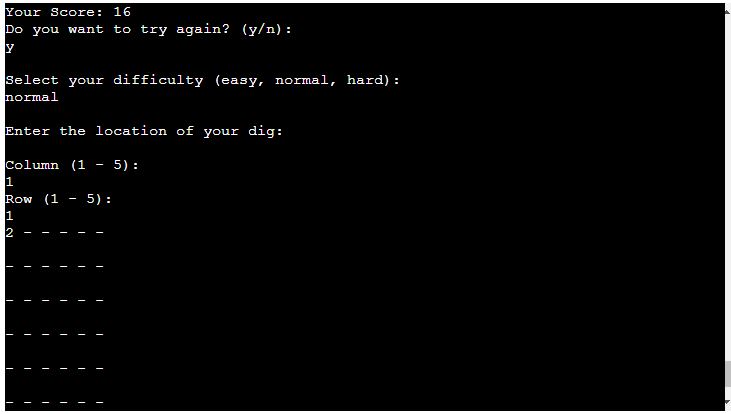 Your Score: 16
Do you want to try again? (y/n):
y
Select your difficulty (easy, normal, hard):
normal
Enter the location of your dig:
Column (1 - 5):
1
Row (1 - 5):
1
2 - - - - -
- - - - - -
- - - - - -
- - - - - -
- - - - - -
- - - - - -